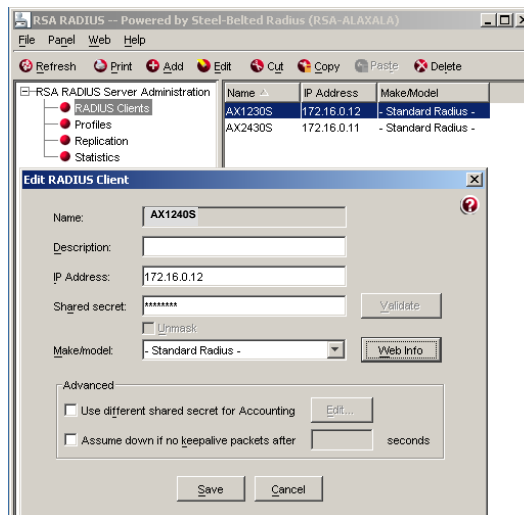 RSA RADIUS -- Powered by Steel-Belted Radius (RSA-ALAXALA)
File Panel Web Help
Refresh Print Add Edit Cut Copy Paste Delete
RSA RADIUS Server Administration
RADIUS Clients
Profiles
Replication
Statistics
Name IP Address Make/Model
AX1230S 172.16.0.12 - Standard Radius -
AX2430S 172.16.0.11 - Standard Radius -
Edit RADIUS Client
Name: AX1240S
Description:
IP Address: 172.16.0.12
Shared secret: ******** Validate
Unmask
Make/model: - Standard Radius - Web Info
Advanced
Use different shared secret for Accounting Edit...
Assume down if no keepalive packets after seconds
Save Cancel